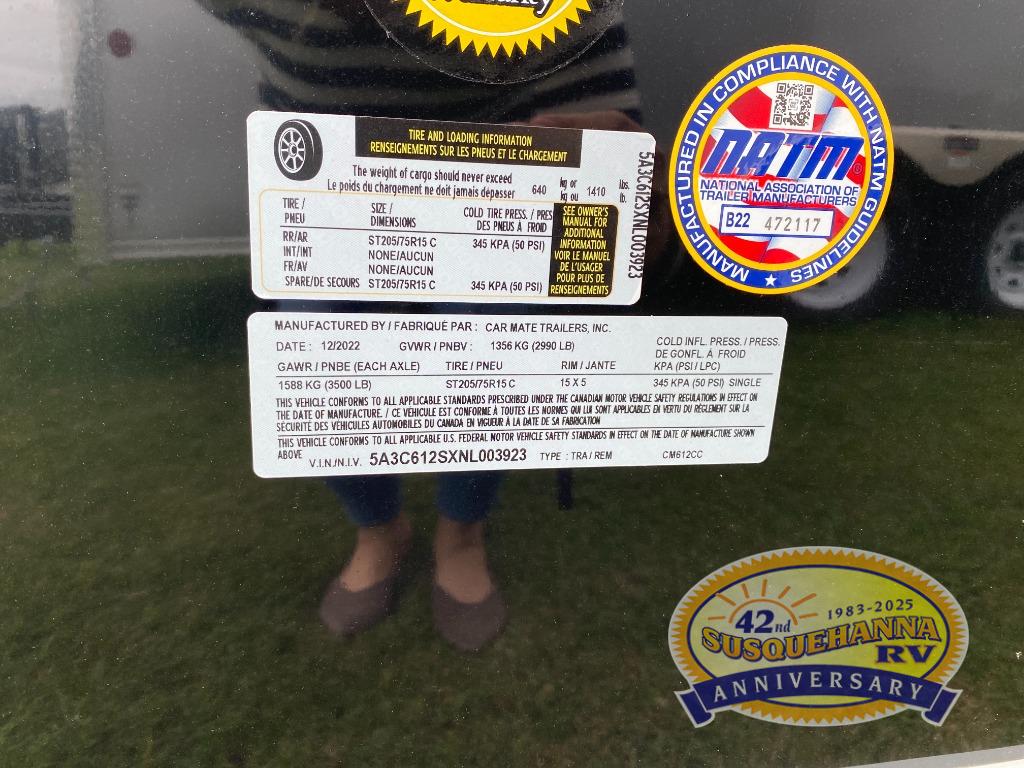 TIRE AND LOADING INFORMATION
RENSEIGNEMENTS SUR LES PNEUS ET LE CHARGEMENT
The weight of cargo should never exceed
Le poids du chargement ne doit jamais dépasser
640 kg or kg ou 1410 lbs. lb.
TIRE / PNEU SIZE / DIMENSIONS COLD TIRE PRESS. / PRES DES PNEUS À FROID
RR/AR ST205/75R15 C 345 KPA (50 PSI)
INT/INT NONE/AUCUN
FR/AV NONE/AUCUN
SPARE/DE SECOURS ST205/75R15 C 345 KPA (50 PSI)
SEE OWNER'S
MANUAL FOR
ADDITIONAL
INFORMATION
VOIR LE MANUEL
DE L'USAGER
POUR PLUS DE
RENSEIGNEMENTS
5A3C612SXNL003923
MANUFACTURED IN COMPLIANCE WITH NATM GUIDELINES
NATM®
NATIONAL ASSOCIATION OF
TRAILER MANUFACTURERS
B22 472117
MANUFACTURED BY / FABRIQUÉ PAR : CAR MATE TRAILERS, INC.
DATE : 12/2022 GVWR / PNBV : 1356 KG (2990 LB)
COLD INFL. PRESS. / PRESS.
DE GONFL. À FROID
GAWR / PNBE (EACH AXLE) TIRE / PNEU RIM / JANTE KPA (PSI / LPC)
1588 KG (3500 LB) ST205/75R15 C 15 X 5 345 KPA (50 PSI) SINGLE
THIS VEHICLE CONFORMS TO ALL APPLICABLE STANDARDS PRESCRIBED UNDER THE CANADIAN MOTOR VEHICLE SAFETY REGULATIONS IN EFFECT ON
THE DATE OF MANUFACTURE. / CE VÉHICULE EST CONFORME À TOUTES LES NORMES QUI LUI SONT APPLICABLES EN VERTU DU RÈGLEMENT SUR LA
SÉCURITÉ DES VÉHICULES AUTOMOBILES DU CANADA EN VIGUEUR À LA DATE DE SA FABRICATION
THIS VEHICLE CONFORMS TO ALL APPLICABLE U.S. FEDERAL MOTOR VEHICLE SAFETY STANDARDS IN EFFECT ON THE DATE OF MANUFACTURE SHOWN
ABOVE
V.I.N./N.I.V. 5A3C612SXNL003923 TYPE : TRA / REM CM612CC
42nd 1983-2025
SUSQUEHANNA
RV
ANNIVERSARY